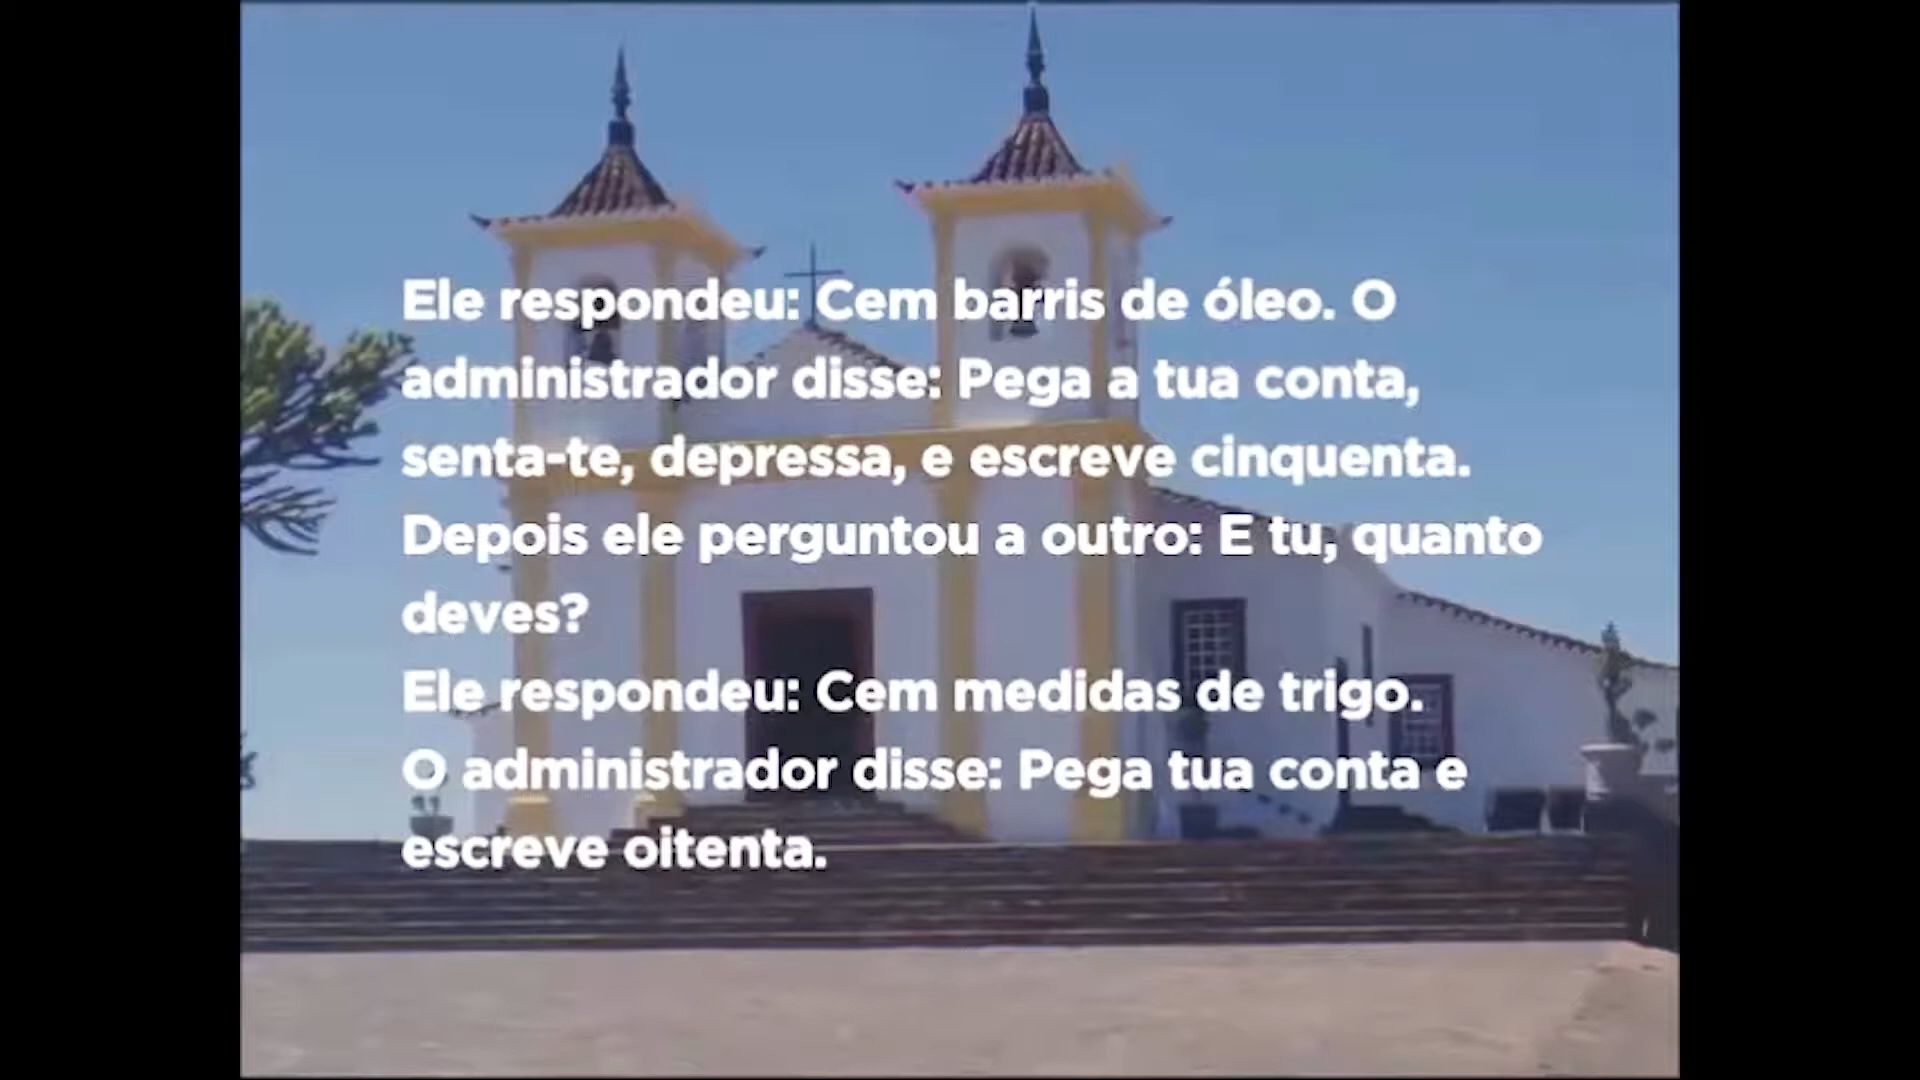 Ele respondeu: Cem barris de óleo. O
administrador disse: Pega a tua conta,
senta-te, depressa, e escreve cinquenta.
Depois ele perguntou a outro: E tu, quanto
deves?
Ele respondeu: Cem medidas de trigo.
O administrador disse: Pega tua conta e
escreve oitenta.